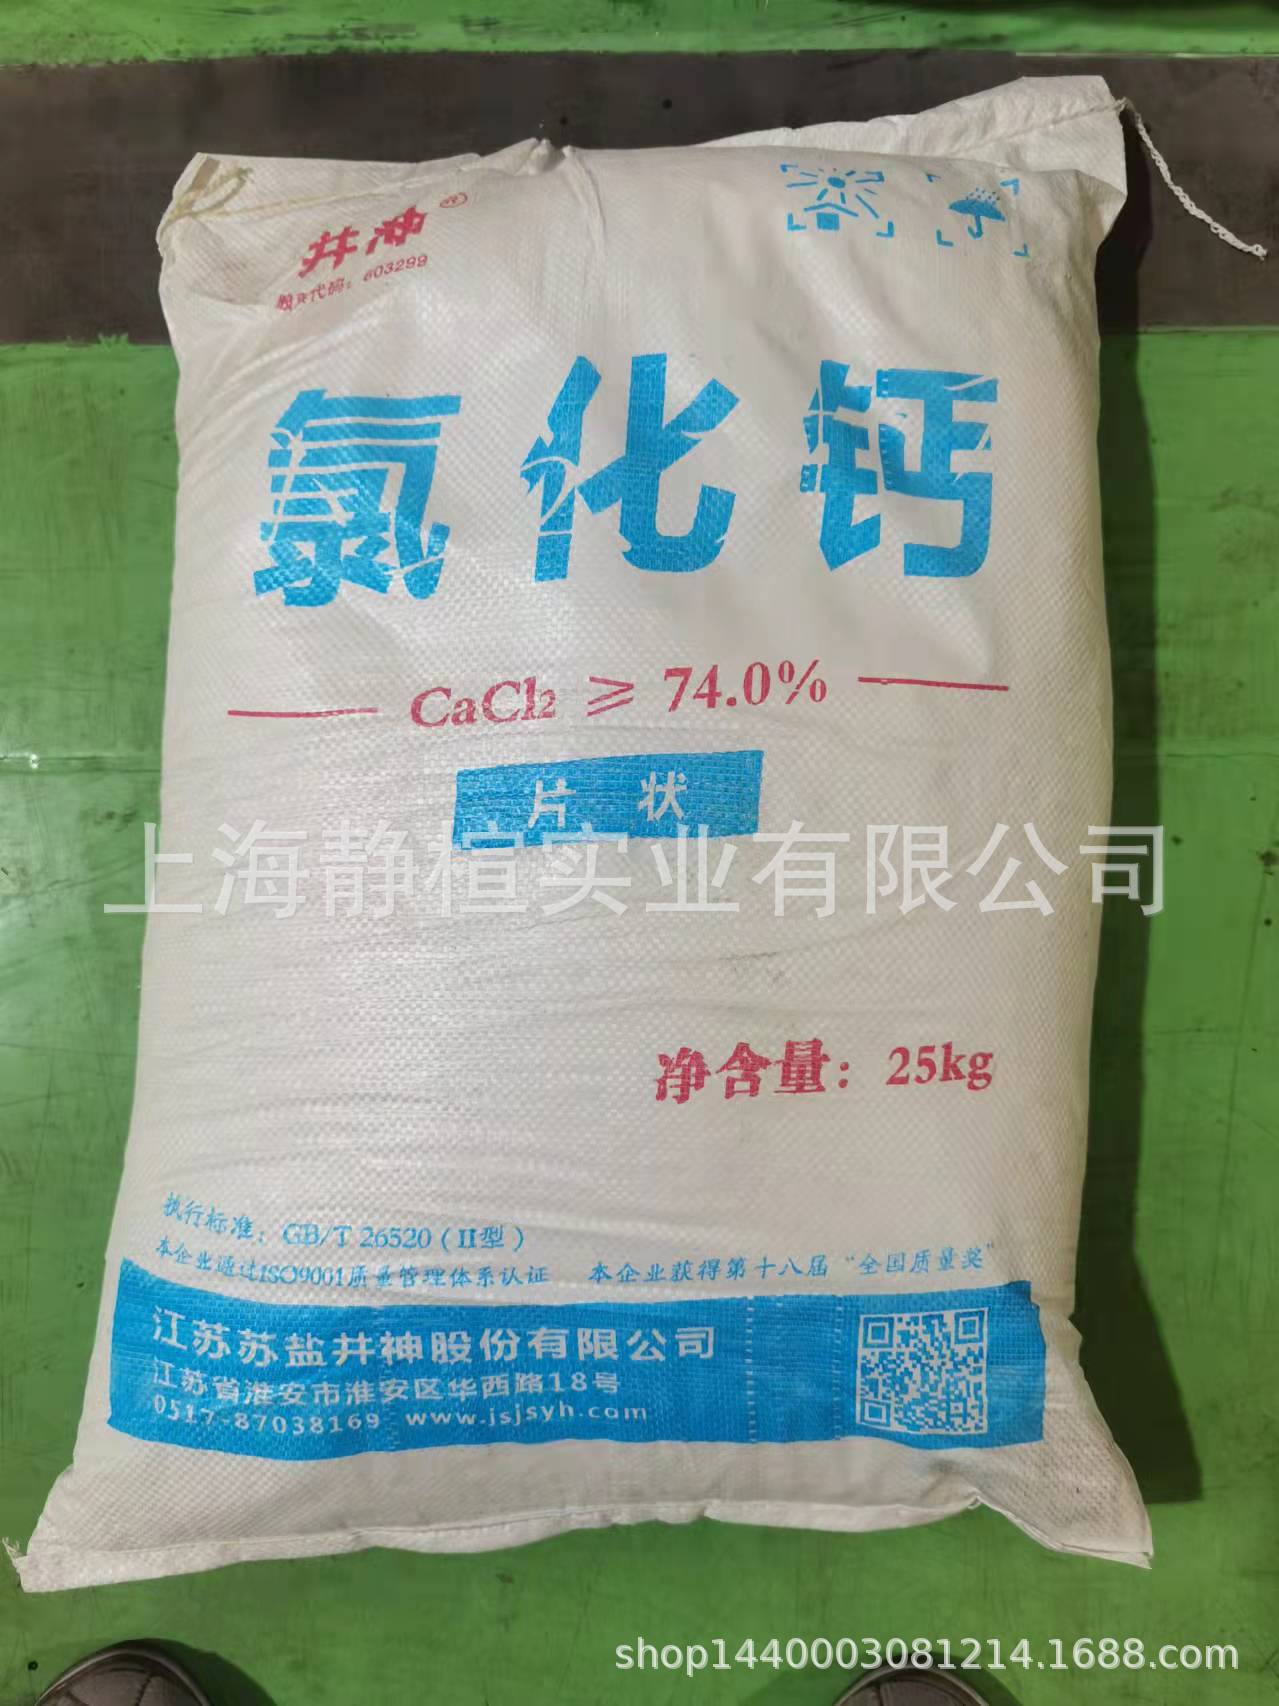 井神®
股票代码：603299
氯化钙
CaCl₂ ≥ 74.0%
片状
上海静楦实业有限公司
净含量：25kg
执行标准：GB/T 26520（II型）
本企业通过ISO9001质量管理体系认证 本企业获得第十八届“全国质量奖”
江苏苏盐井神股份有限公司
江苏省淮安市淮安区华西路18号
0517-87038169 www.jsjsyh.com
shop1440003081214.1688.com